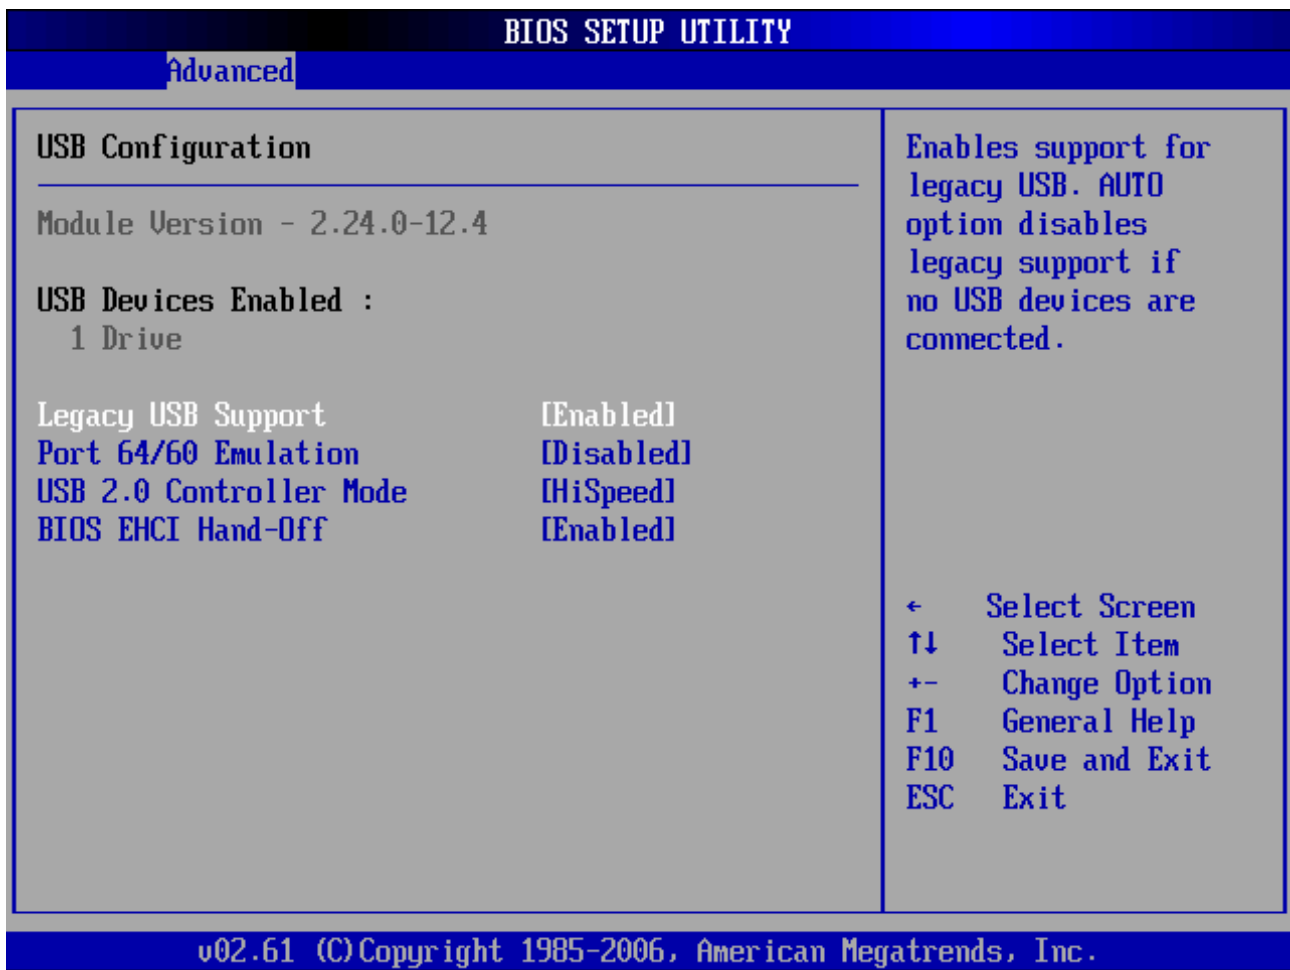 BIOS SETUP UTILITY
Advanced
USB Configuration
Module Version - 2.24.0-12.4
USB Devices Enabled :
1 Drive
Legacy USB Support [Enabled]
Port 64/60 Emulation [Disabled]
USB 2.0 Controller Mode [HiSpeed]
BIOS EHCI Hand-Off [Enabled]
Enables support for
legacy USB. AUTO
option disables
legacy support if
no USB devices are
connected.
← Select Screen
↑↓ Select Item
+- Change Option
F1 General Help
F10 Save and Exit
ESC Exit
v02.61 (C)Copyright 1985-2006, American Megatrends, Inc.